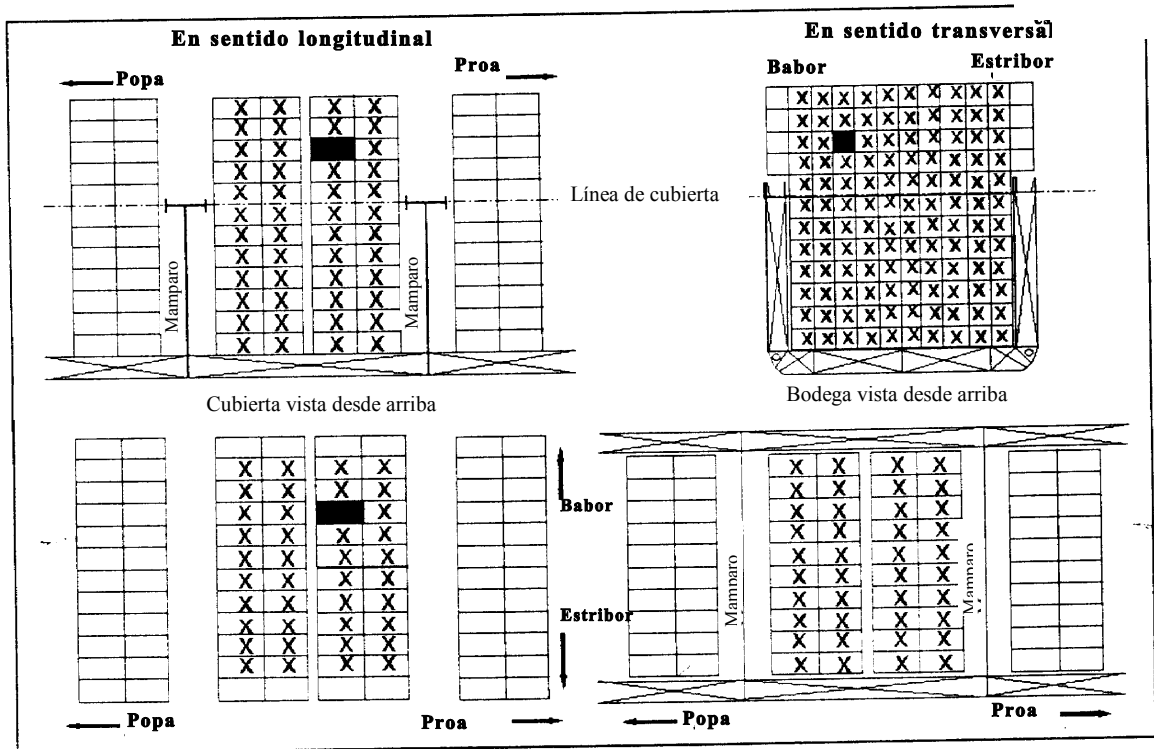 En sentido longitudinal
En sentido transversal
Popa
Proa
Babor
Estribor
Línea de cubierta
Mamparo
Mamparo
Cubierta vista desde arriba
Bodega vista desde arriba
Babor
Estribor
Mamparo
Mamparo
Popa
Proa
Popa
Proa